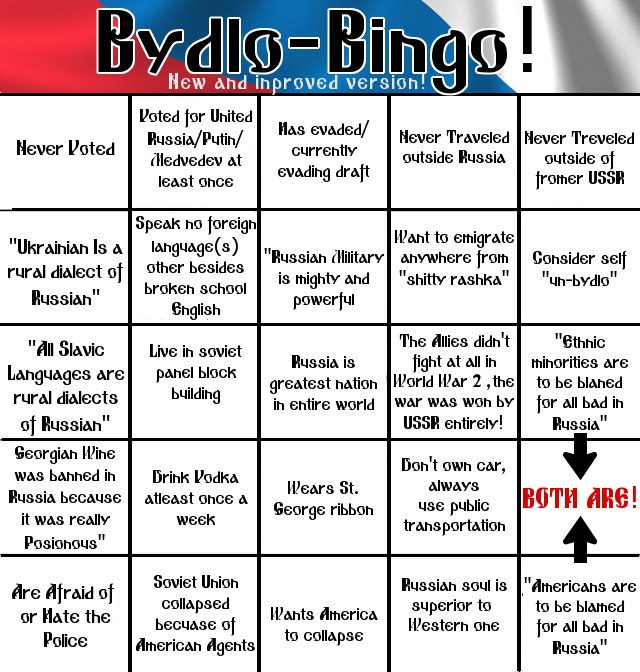 Bydlo-Bingo!
New and inproved version!
Never Voted
Voted for United
Russia/Putin/
Medvedev at
least once
Has evaded/
currently
evading draft
Never Traveled
outside Russia
Never Treveled
outside of
fromer USSR
"Ukrainian Is a
rural dialect of
Russian"
Speak no foreign
language(s)
other besides
broken school
English
"Russian Military
is mighty and
powerful
Want to emigrate
anywhere from
"shitty rashka"
Consider self
"un-bydlo"
"All Slavic
Languages are
rural dialects
of Russian"
Live in soviet
panel block
building
Russia is
greatest nation
in entire world
The Allies didn't
fight at all in
World War 2 ,the
war was won by
USSR entirely!
"Ethnic
minorities are
to be blaned
for all bad in
Russia"
Georgian Wine
was banned in
Russia because
it was really
Posionous"
Drink Vodka
atleast once a
week
Wears St.
George ribbon
Don't own car,
always
use public
transportation
BOTH ARE!
Are Afraid of
or Hate the
Police
Soviet Union
collapsed
becuase of
American Agents
Wants America
to collapse
Russian soul is
superior to
Western one
"Americans are
to be blamed
for all bad in
Russia"